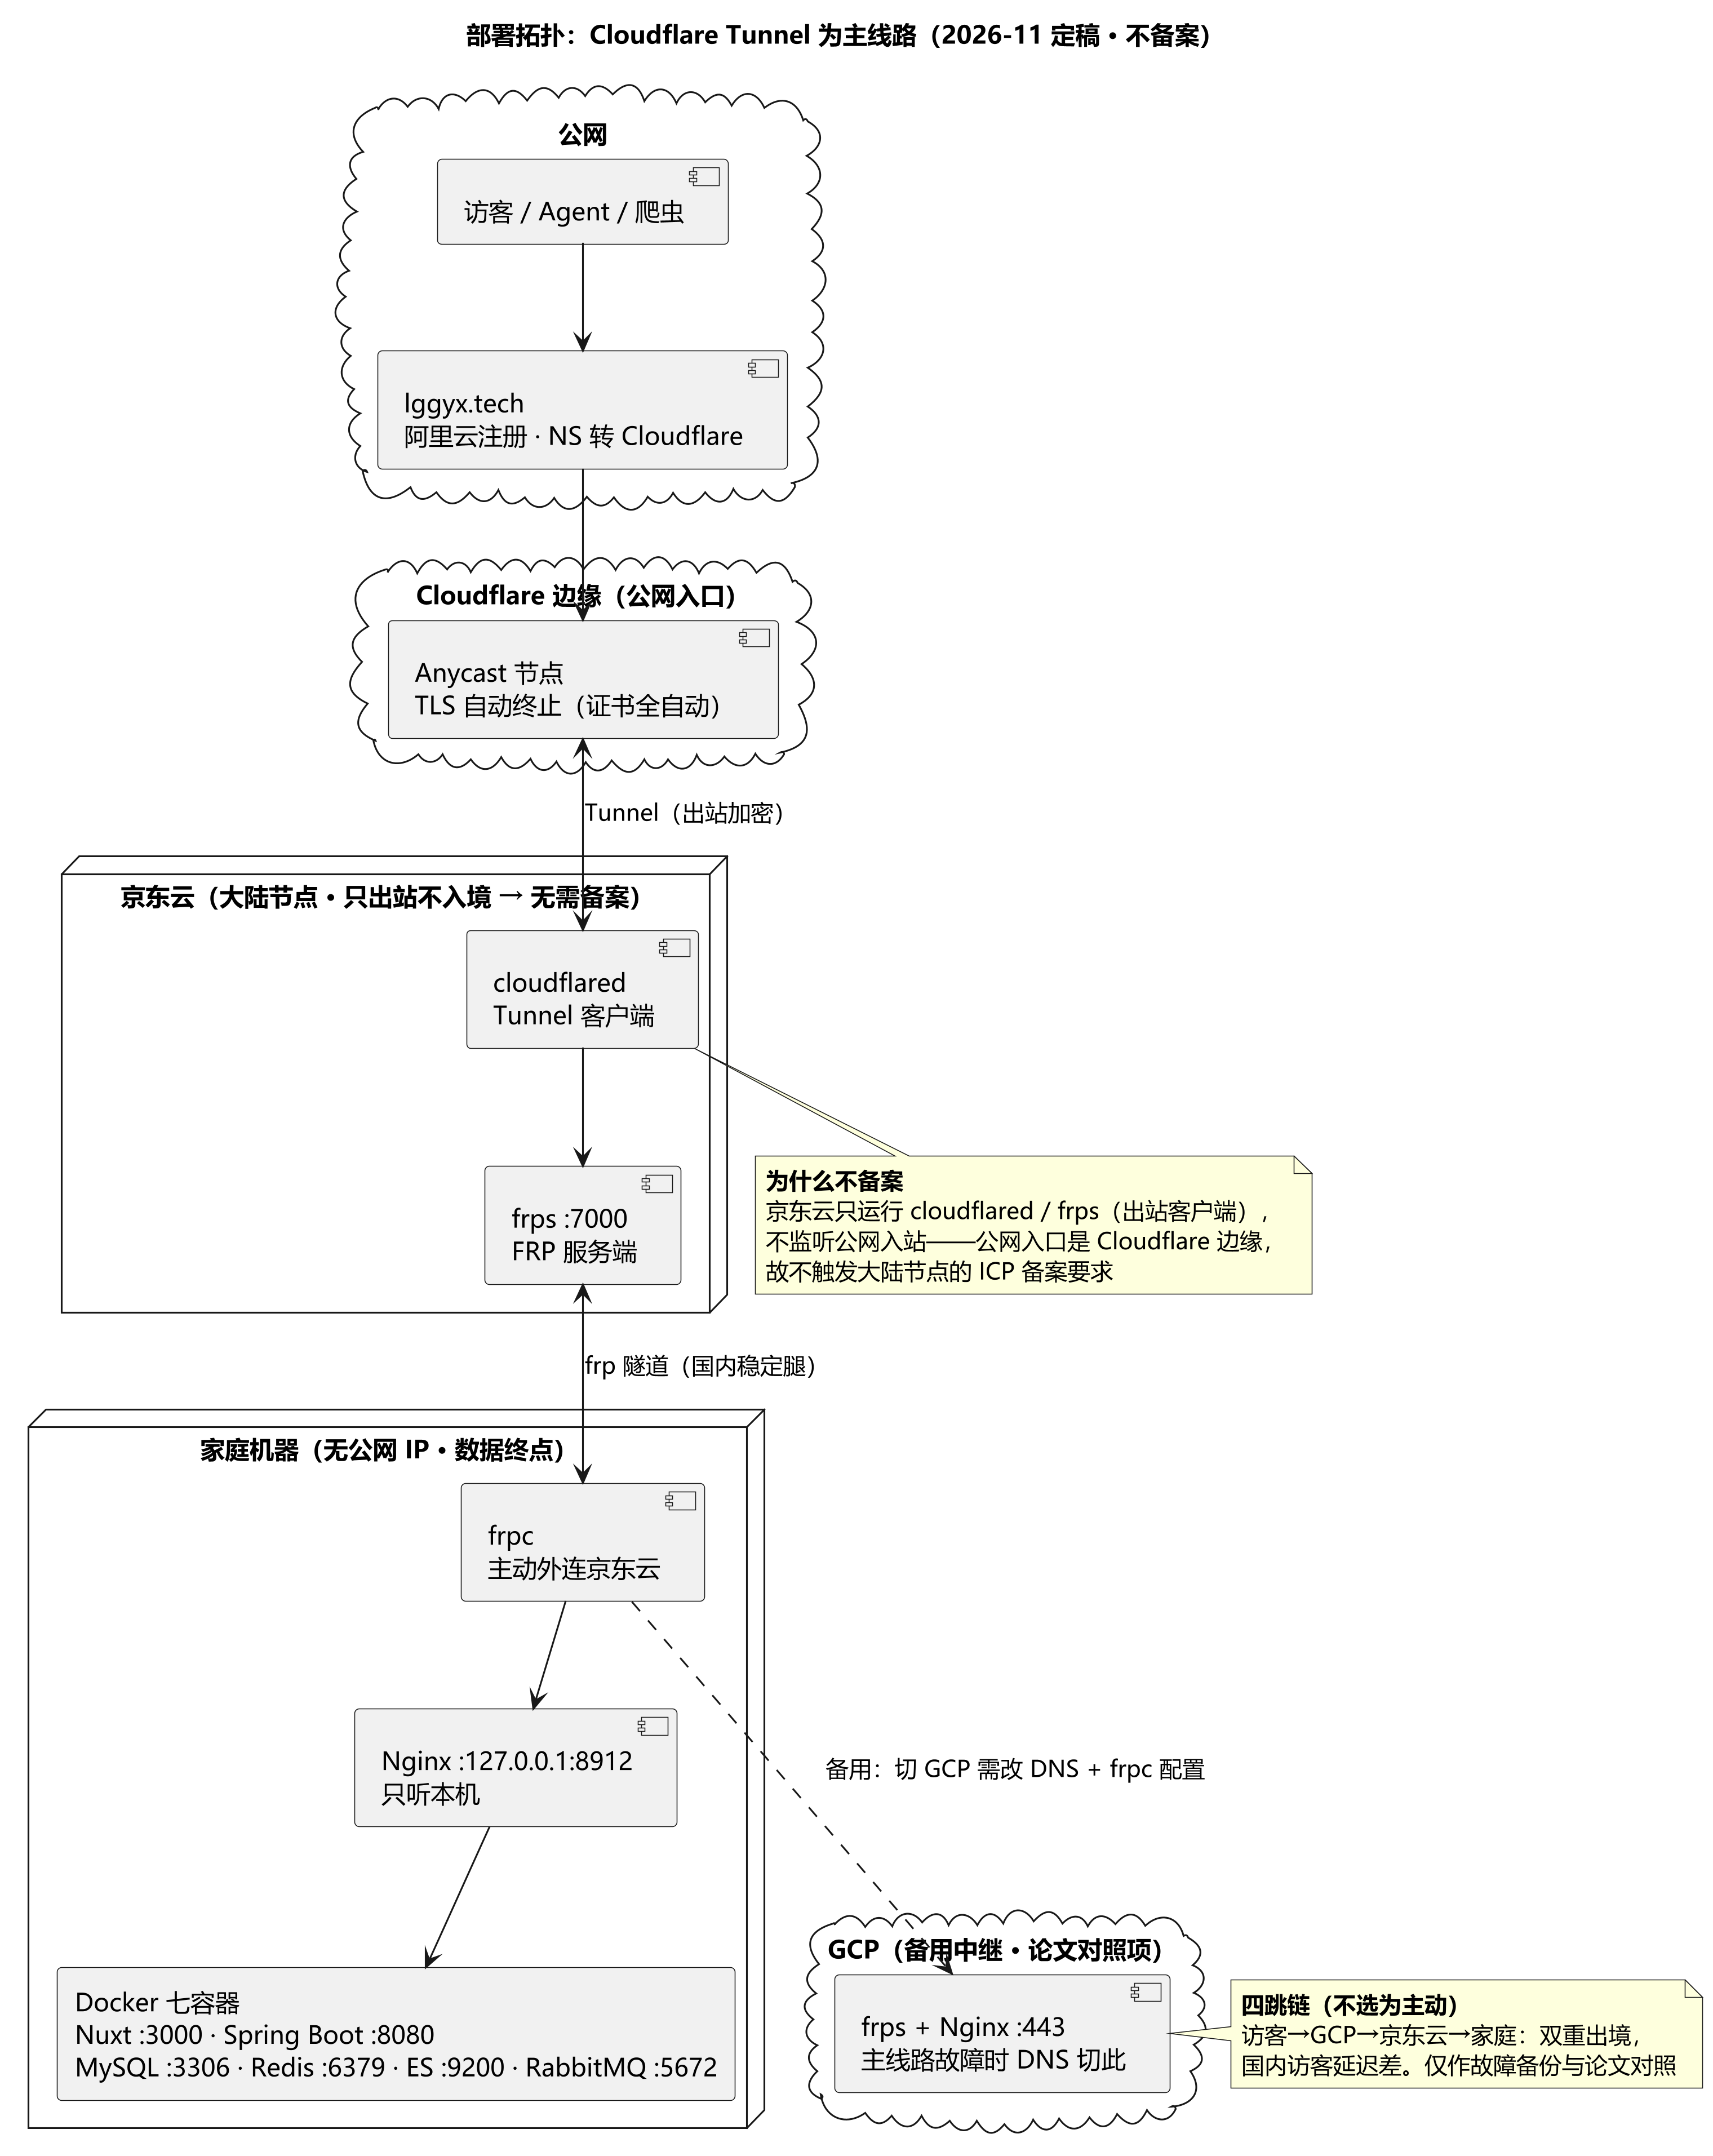 部署拓扑：Cloudflare Tunnel 为主线路（2026-11 定稿 • 不备案）
公网
访客 / Agent / 爬虫
lggyx.tech
阿里云注册 · NS 转 Cloudflare
Cloudflare 边缘（公网入口）
Anycast 节点
TLS 自动终止（证书全自动）
Tunnel（出站加密）
京东云（大陆节点 • 只出站不入境 → 无需备案）
cloudflared
Tunnel 客户端
frps :7000
FRP 服务端
为什么不备案
京东云只运行 cloudflared / frps（出站客户端），
不监听公网入站——公网入口是 Cloudflare 边缘，
故不触发大陆节点的 ICP 备案要求
frp 隧道（国内稳定腿）
家庭机器（无公网 IP • 数据终点）
frpc
主动外连京东云
Nginx :127.0.0.1:8912
只听本机
备用：切 GCP 需改 DNS + frpc 配置
Docker 七容器
Nuxt :3000 · Spring Boot :8080
MySQL :3306 · Redis :6379 · ES :9200 · RabbitMQ :5672
GCP（备用中继 • 论文对照项）
frps + Nginx :443
主线路故障时 DNS 切此
四跳链（不选为主动）
访客→GCP→京东云→家庭：双重出境，
国内访客延迟差。仅作故障备份与论文对照